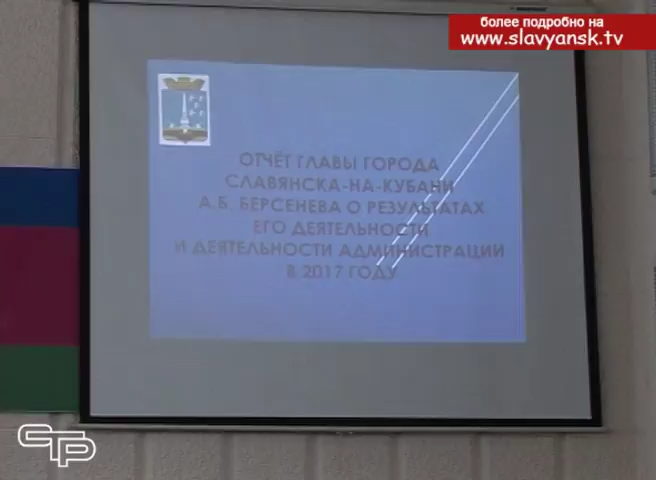 более подробно на
www.slavyansk.tv
ОТЧЁТ ГЛАВЫ ГОРОДА
СЛАВЯНСКА-НА-КУБАНИ
А.Б. БЕРСЕНЕВА О РЕЗУЛЬТАТАХ
ЕГО ДЕЯТЕЛЬНОСТИ
И ДЕЯТЕЛЬНОСТИ АДМИНИСТРАЦИИ
В 2017 ГОДУ
СТР